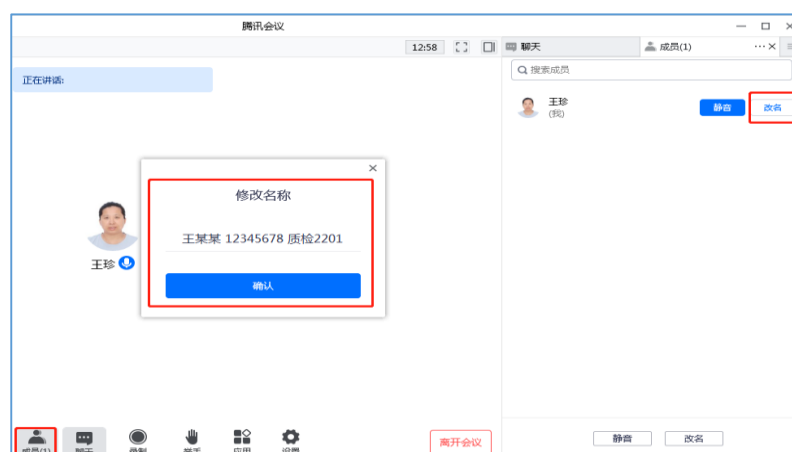 腾讯会议
12:58
聊天
成员(1)
正在讲话:
搜索成员
王珍
(我)
静音
改名
修改名称
王某某 12345678 质检2201
确认
王珍
成员(1)
聊天
录制
举手
应用
设置
离开会议
静音
改名